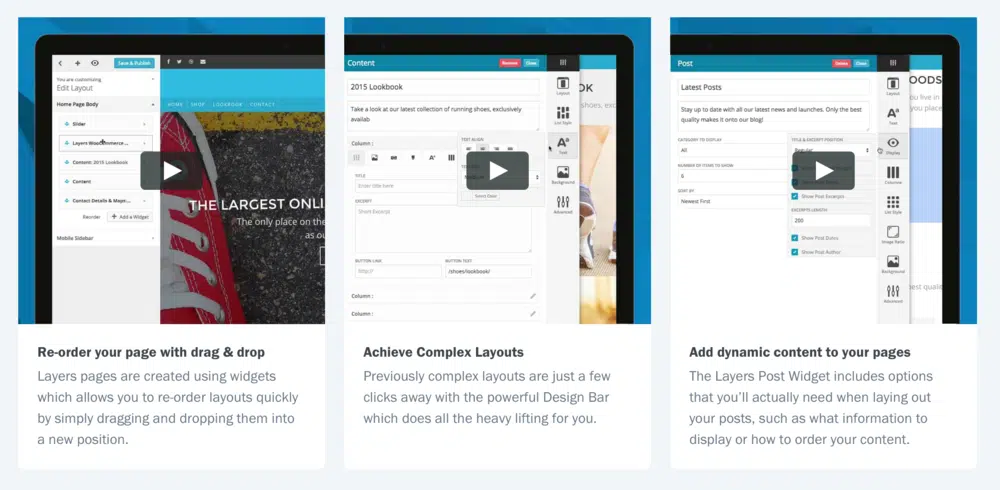 Save & Publish
You are customizing
Edit Layout
Home Page Body
Slider
Layers WooCommerce ...
Content: 2015 Lookbook
Content
Contact Details & Maps: ...
Reorder
Add a Widget
Mobile Sidebar
HOME
SHOP
LOOKBOOK
CONTACT
THE LARGEST ONLI
The only place on the
as ou
Content
Remove
Close
2015 Lookbook
Take a look at our latest collection of running shoes, exclusively
availab
Column :
TEXT ALIGN
TITLE
Enter title here
EXCERPT
Short Excerpt
Select Color
BUTTON LINK
BUTTON TEXT
http://
/shoes/lookbook/
Column :
Column :
Layout
List Style
Text
Background
Advanced
OK
shoes, exc
Post
Delete
Close
Latest Posts
Stay up to date with all our latest news and launches. Only the best
quality makes it onto our blog!
CATEGORY TO DISPLAY
All
NUMBER OF ITEMS TO SHOW
6
SORT BY
Newest First
TITLE & EXCERPT POSITION
Regular
Show Post Excerpts
EXCERPTS LENGTH
200
Show Post Dates
Show Post Author
Layout
Text
Display
Columns
List Style
Image Ratio
Background
Advanced
OODS
you live in
you place
est quality
Re-order your page with drag & drop
Layers pages are created using widgets
which allows you to re-order layouts quickly
by simply dragging and dropping them into
a new position.
Achieve Complex Layouts
Previously complex layouts are just a few
clicks away with the powerful Design Bar
which does all the heavy lifting for you.
Add dynamic content to your pages
The Layers Post Widget includes options
that you’ll actually need when laying out
your posts, such as what information to
display or how to order your content.